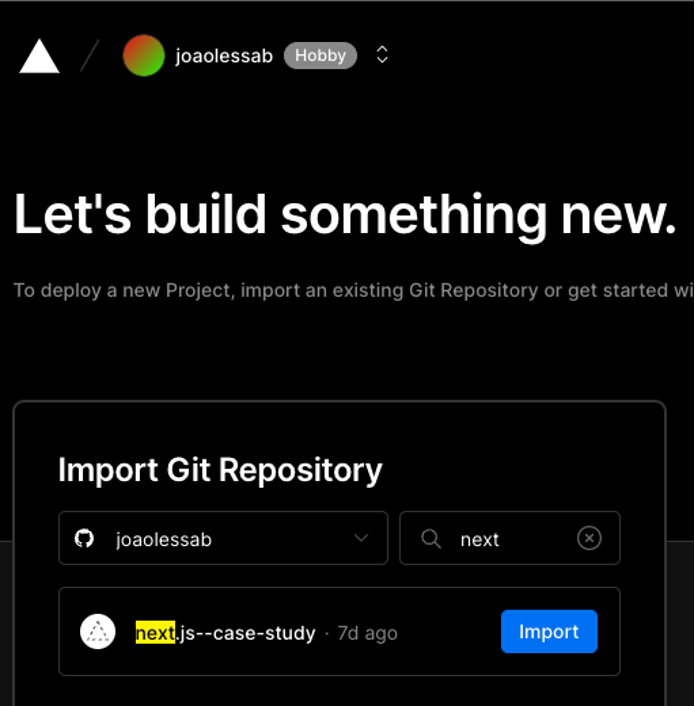 joaolessab Hobby
Let's build something new.
To deploy a new Project, import an existing Git Repository or get started wi
Import Git Repository
joaolessab next
next.js--case-study · 7d ago Import